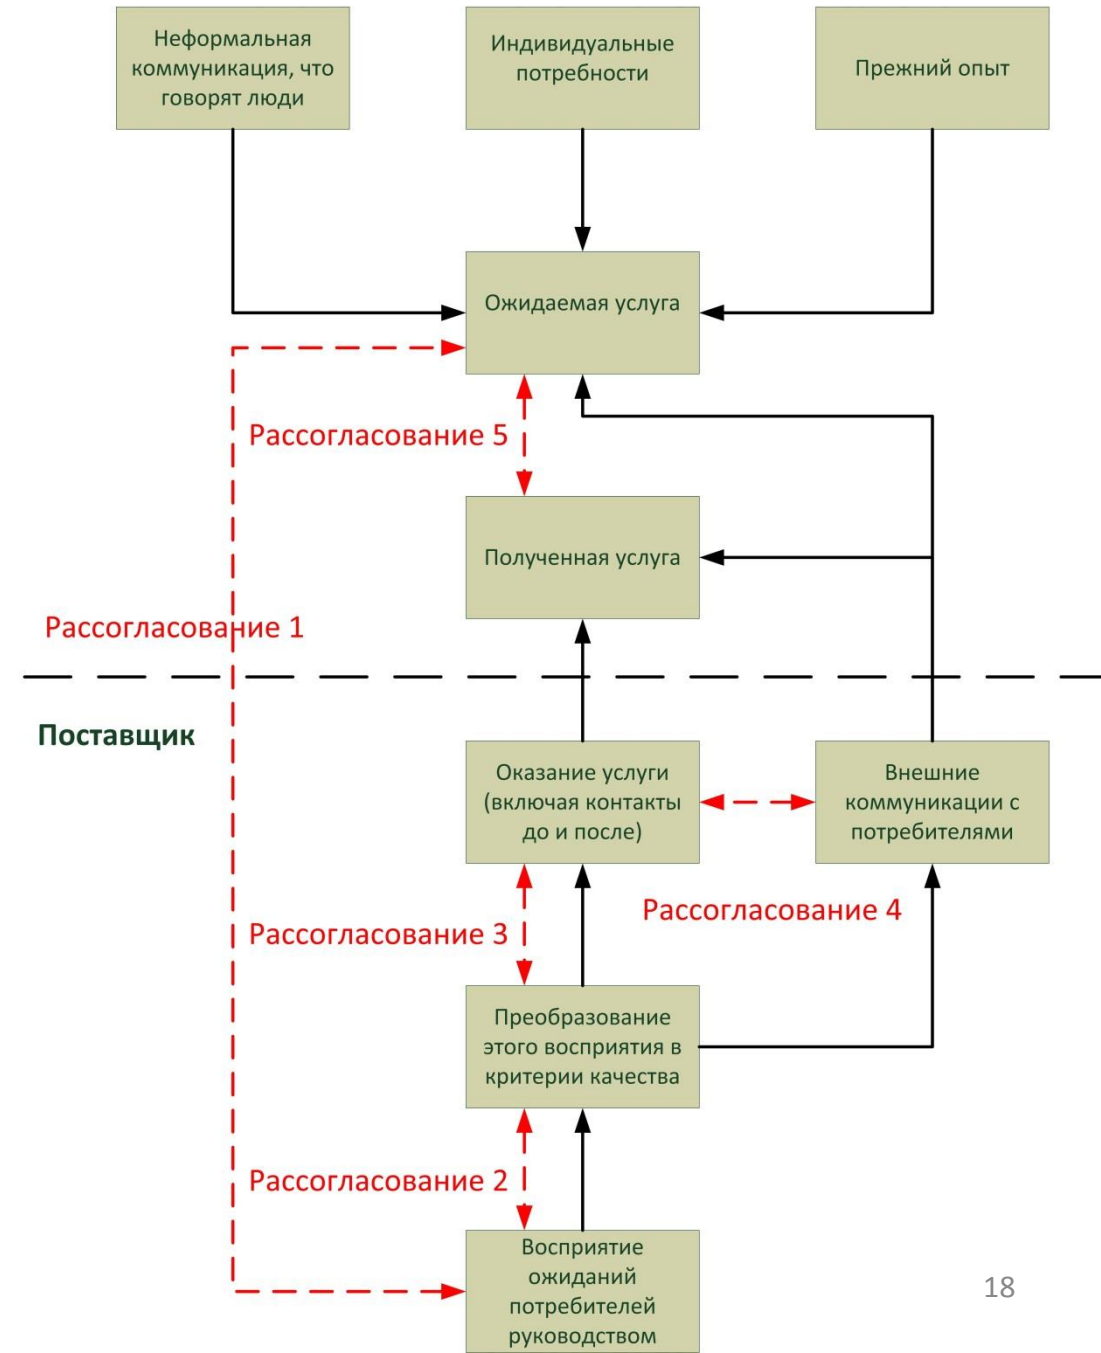 Неформальная
коммуникация, что
говорят люди
Индивидуальные
потребности
Прежний опыт
Ожидаемая услуга
Рассогласование 5
Полученная услуга
Рассогласование 1
Поставщик
Оказание услуги
(включая контакты
до и после)
Внешние
коммуникации с
потребителями
Рассогласование 4
Рассогласование 3
Преобразование
этого восприятия в
критерии качества
Рассогласование 2
Восприятие
ожиданий
потребителей
руководством
18